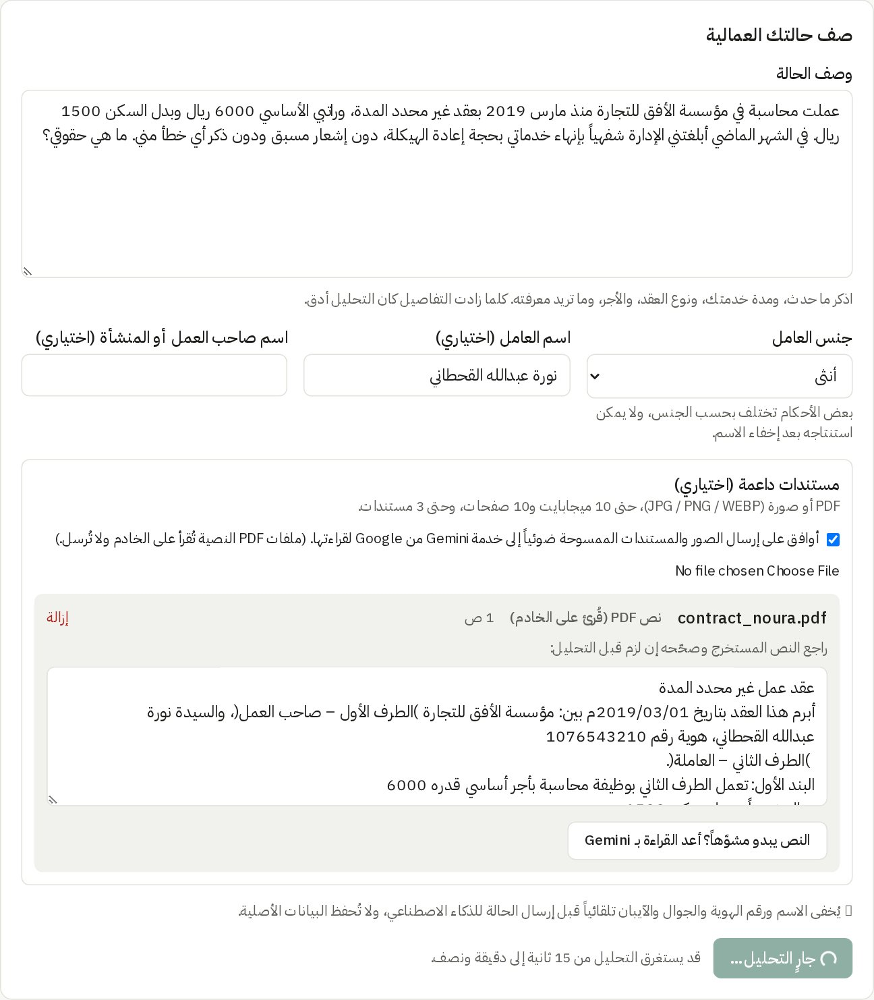 صف حالتك العمالية
وصف الحالة
عملت محاسبة في مؤسسة الأفق للتجارة منذ مارس 2019 بعقد غير محدد المدة، وراتبي الأساسي 6000 ريال وبدل السكن 1500
ريال. في الشهر الماضي أبلغتني الإدارة شفهياً بإنهاء خدماتي بحجة إعادة الهيكلة، دون إشعار مسبق ودون ذكر أي خطأ مني. ما هي حقوقي؟
اذكر ما حدث، ومدة خدمتك، ونوع العقد، والأجر، وما تريد معرفته. كلما زادت التفاصيل كان التحليل أدق.
جنس العامل
أنثى
بعض الأحكام تختلف بحسب الجنس، ولا يمكن
استنتاجه بعد إخفاء الاسم.
اسم العامل (اختياري)
نورة عبدالله القحطاني
اسم صاحب العمل أو المنشأة (اختياري)
مستندات داعمة (اختياري)
PDF أو صورة (JPG / PNG / WEBP)، حتى 10 ميجابايت و10 صفحات، وحتى 3 مستندات.
أوافق على إرسال الصور والمستندات الممسوحة ضوئياً إلى خدمة Gemini من Google لقراءتها. (ملفات PDF النصية تُقرأ على الخادم ولا تُرسل.)
No file chosen Choose File
contract_noura.pdf نص PDF (قُرئ على الخادم) 1 ص إزالة
راجع النص المستخرج وصحّحه إن لزم قبل التحليل:
عقد عمل غير محدد المدة
أبرم هذا العقد بتاريخ 2019/03/01م بين: مؤسسة الأفق للتجارة )الطرف الأول – صاحب العمل(، والسيدة نورة
عبدالله القحطاني، هوية رقم 1076543210
)الطرف الثاني – العاملة(.
البند الأول: تعمل الطرف الثاني بوظيفة محاسبة بأجر أساسي قدره 6000
النص يبدو مشوّهاً؟ أعد القراءة بـ Gemini
يُخفى الاسم ورقم الهوية والجوال والآيبان تلقائياً قبل إرسال الحالة للذكاء الاصطناعي، ولا تُحفظ البيانات الأصلية.
جارٍ التحليل…
قد يستغرق التحليل من 15 ثانية إلى دقيقة ونصف.